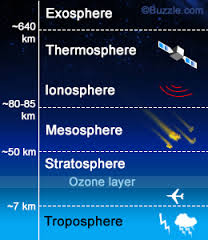 ©Buzzle.com
Exosphere
~640
km
Thermosphere
Ionosphere
~80-85
km
Mesosphere
~50 km
Stratosphere
Ozone layer
~7 km
Troposphere